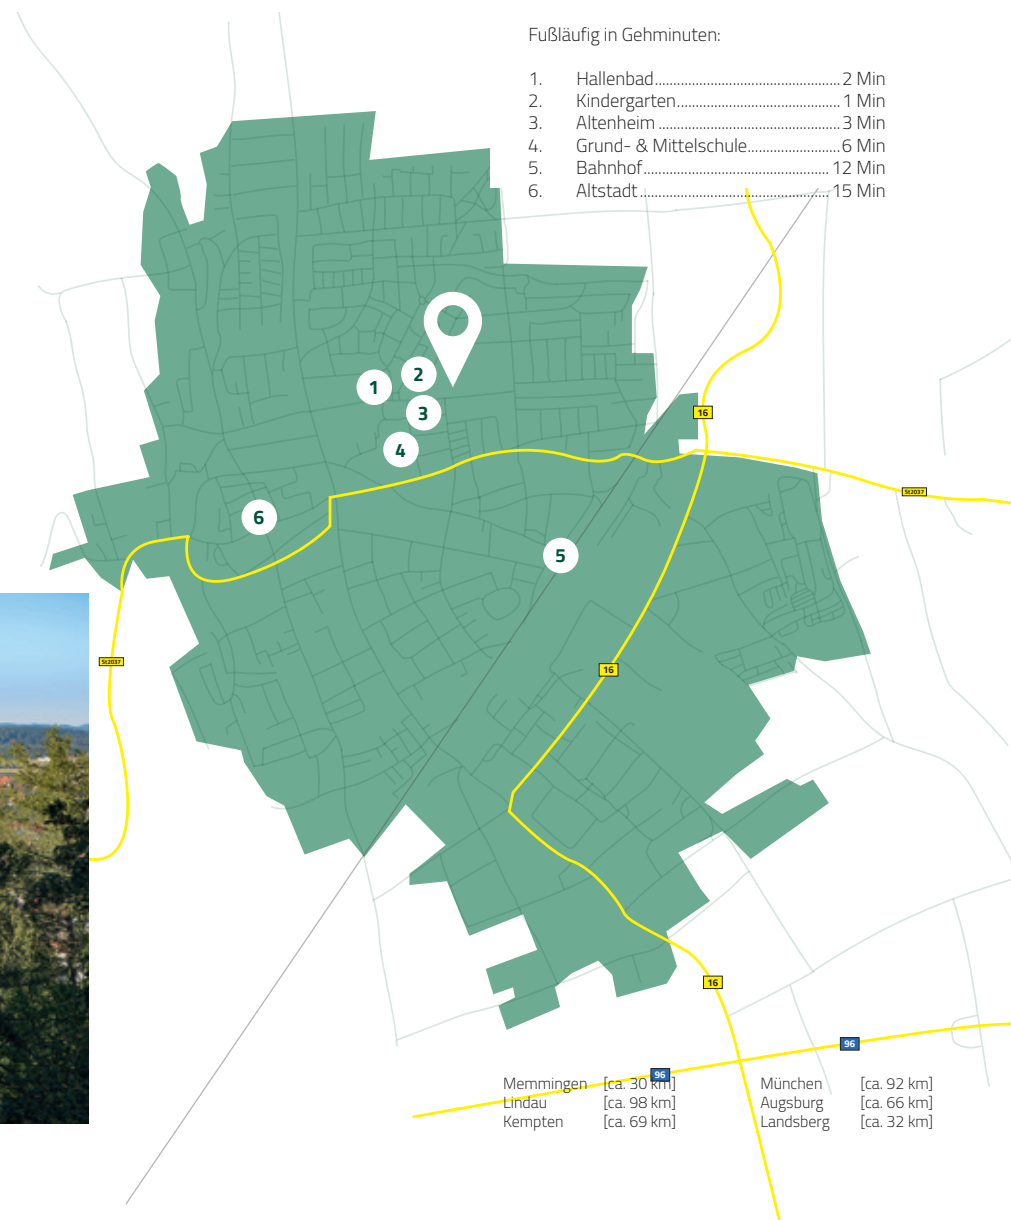 Fußläufig in Gehminuten:
1. Hallenbad 2 Min
2. Kindergarten 1 Min
3. Altenheim 3 Min
4. Grund- & Mittelschule 6 Min
5. Bahnhof 12 Min
6. Altstadt 15 Min
2
1
3
16
4
St2037
6
5
St2037
16
16
96
96
Memmingen [ca. 30 km]
Lindau [ca. 98 km]
Kempten [ca. 69 km]
München [ca. 92 km]
Augsburg [ca. 66 km]
Landsberg [ca. 32 km]